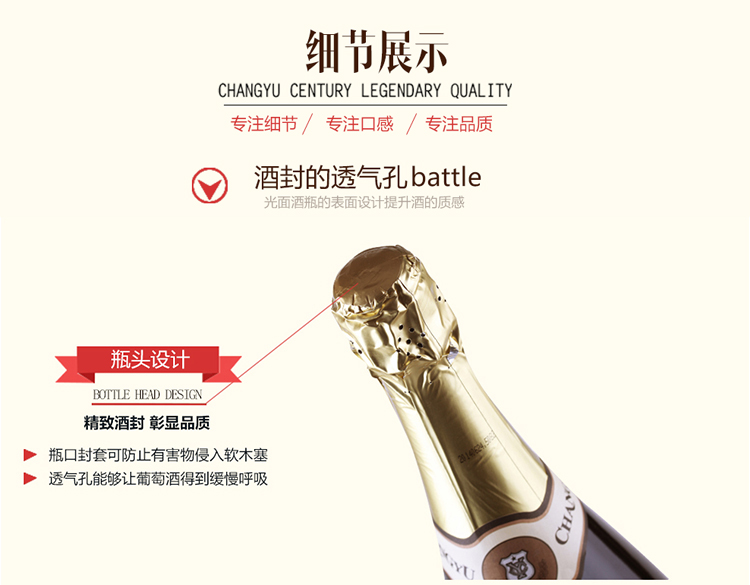 细节展示
CHANGYU CENTURY LEGENDARY QUALITY
专注细节/ 专注口感 / 专注品质
酒封的透气孔battle
光面酒瓶的表面设计提升酒的质感
瓶头设计
BOTTLE HEAD DESIGN
精致酒封 彰显品质
瓶口封套可防止有害物侵入软木塞
透气孔能够让葡萄酒得到缓慢呼吸
CHANG